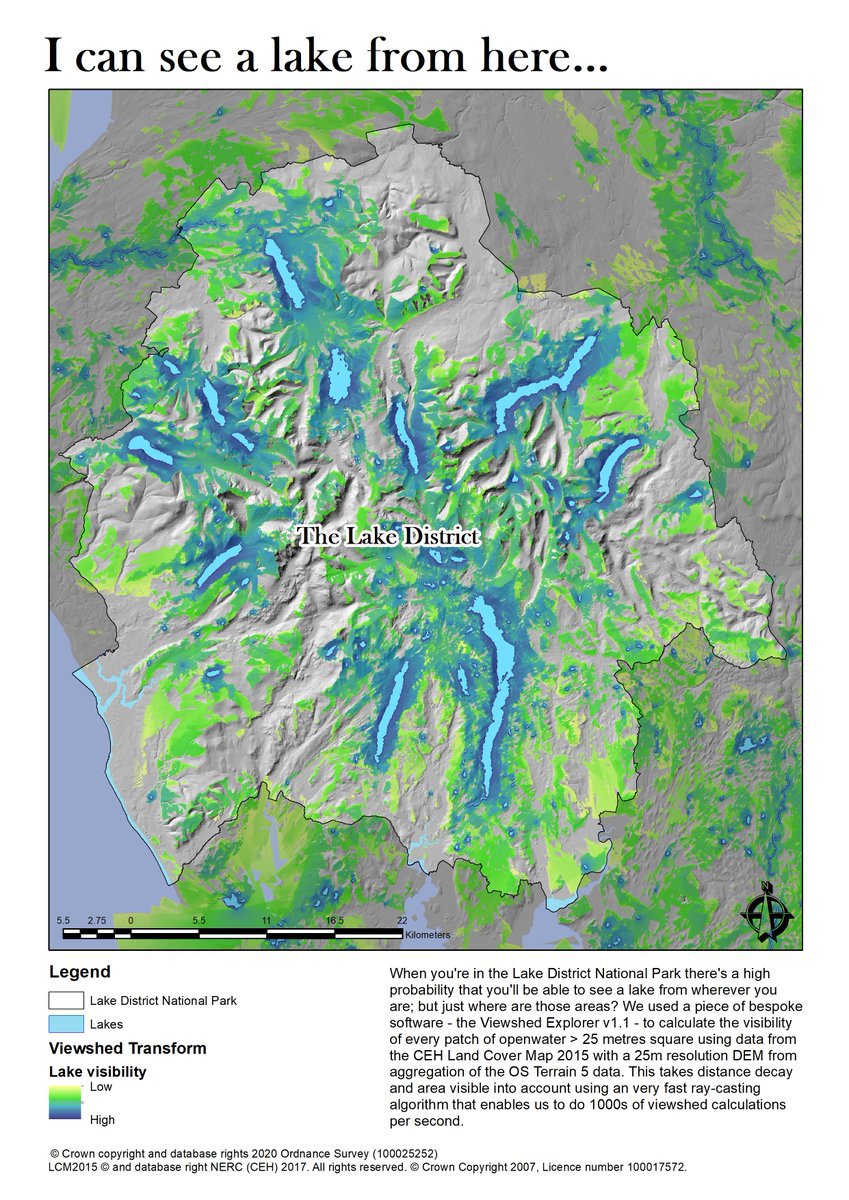 I can see a lake from here...
The Lake District
5.5 2.75 0 5.5 11 16.5 22
Kilometers
N
Legend
Lake District National Park
Lakes
Viewshed Transform
Lake visibility
Low
High
When you're in the Lake District National Park there's a high
probability that you'll be able to see a lake from wherever you
are; but just where are those areas? We used a piece of bespoke
software - the Viewshed Explorer v1.1 - to calculate the visibility
of every patch of openwater > 25 metres square using data from
the CEH Land Cover Map 2015 with a 25m resolution DEM from
aggregation of the OS Terrain 5 data. This takes distance decay
and area visible into account using an very fast ray-casting
algorithm that enables us to do 1000s of viewshed calculations
per second.
© Crown copyright and database rights 2020 Ordnance Survey (100025252)
LCM2015 © and database right NERC (CEH) 2017. All rights reserved. © Crown Copyright 2007, Licence number 100017572.